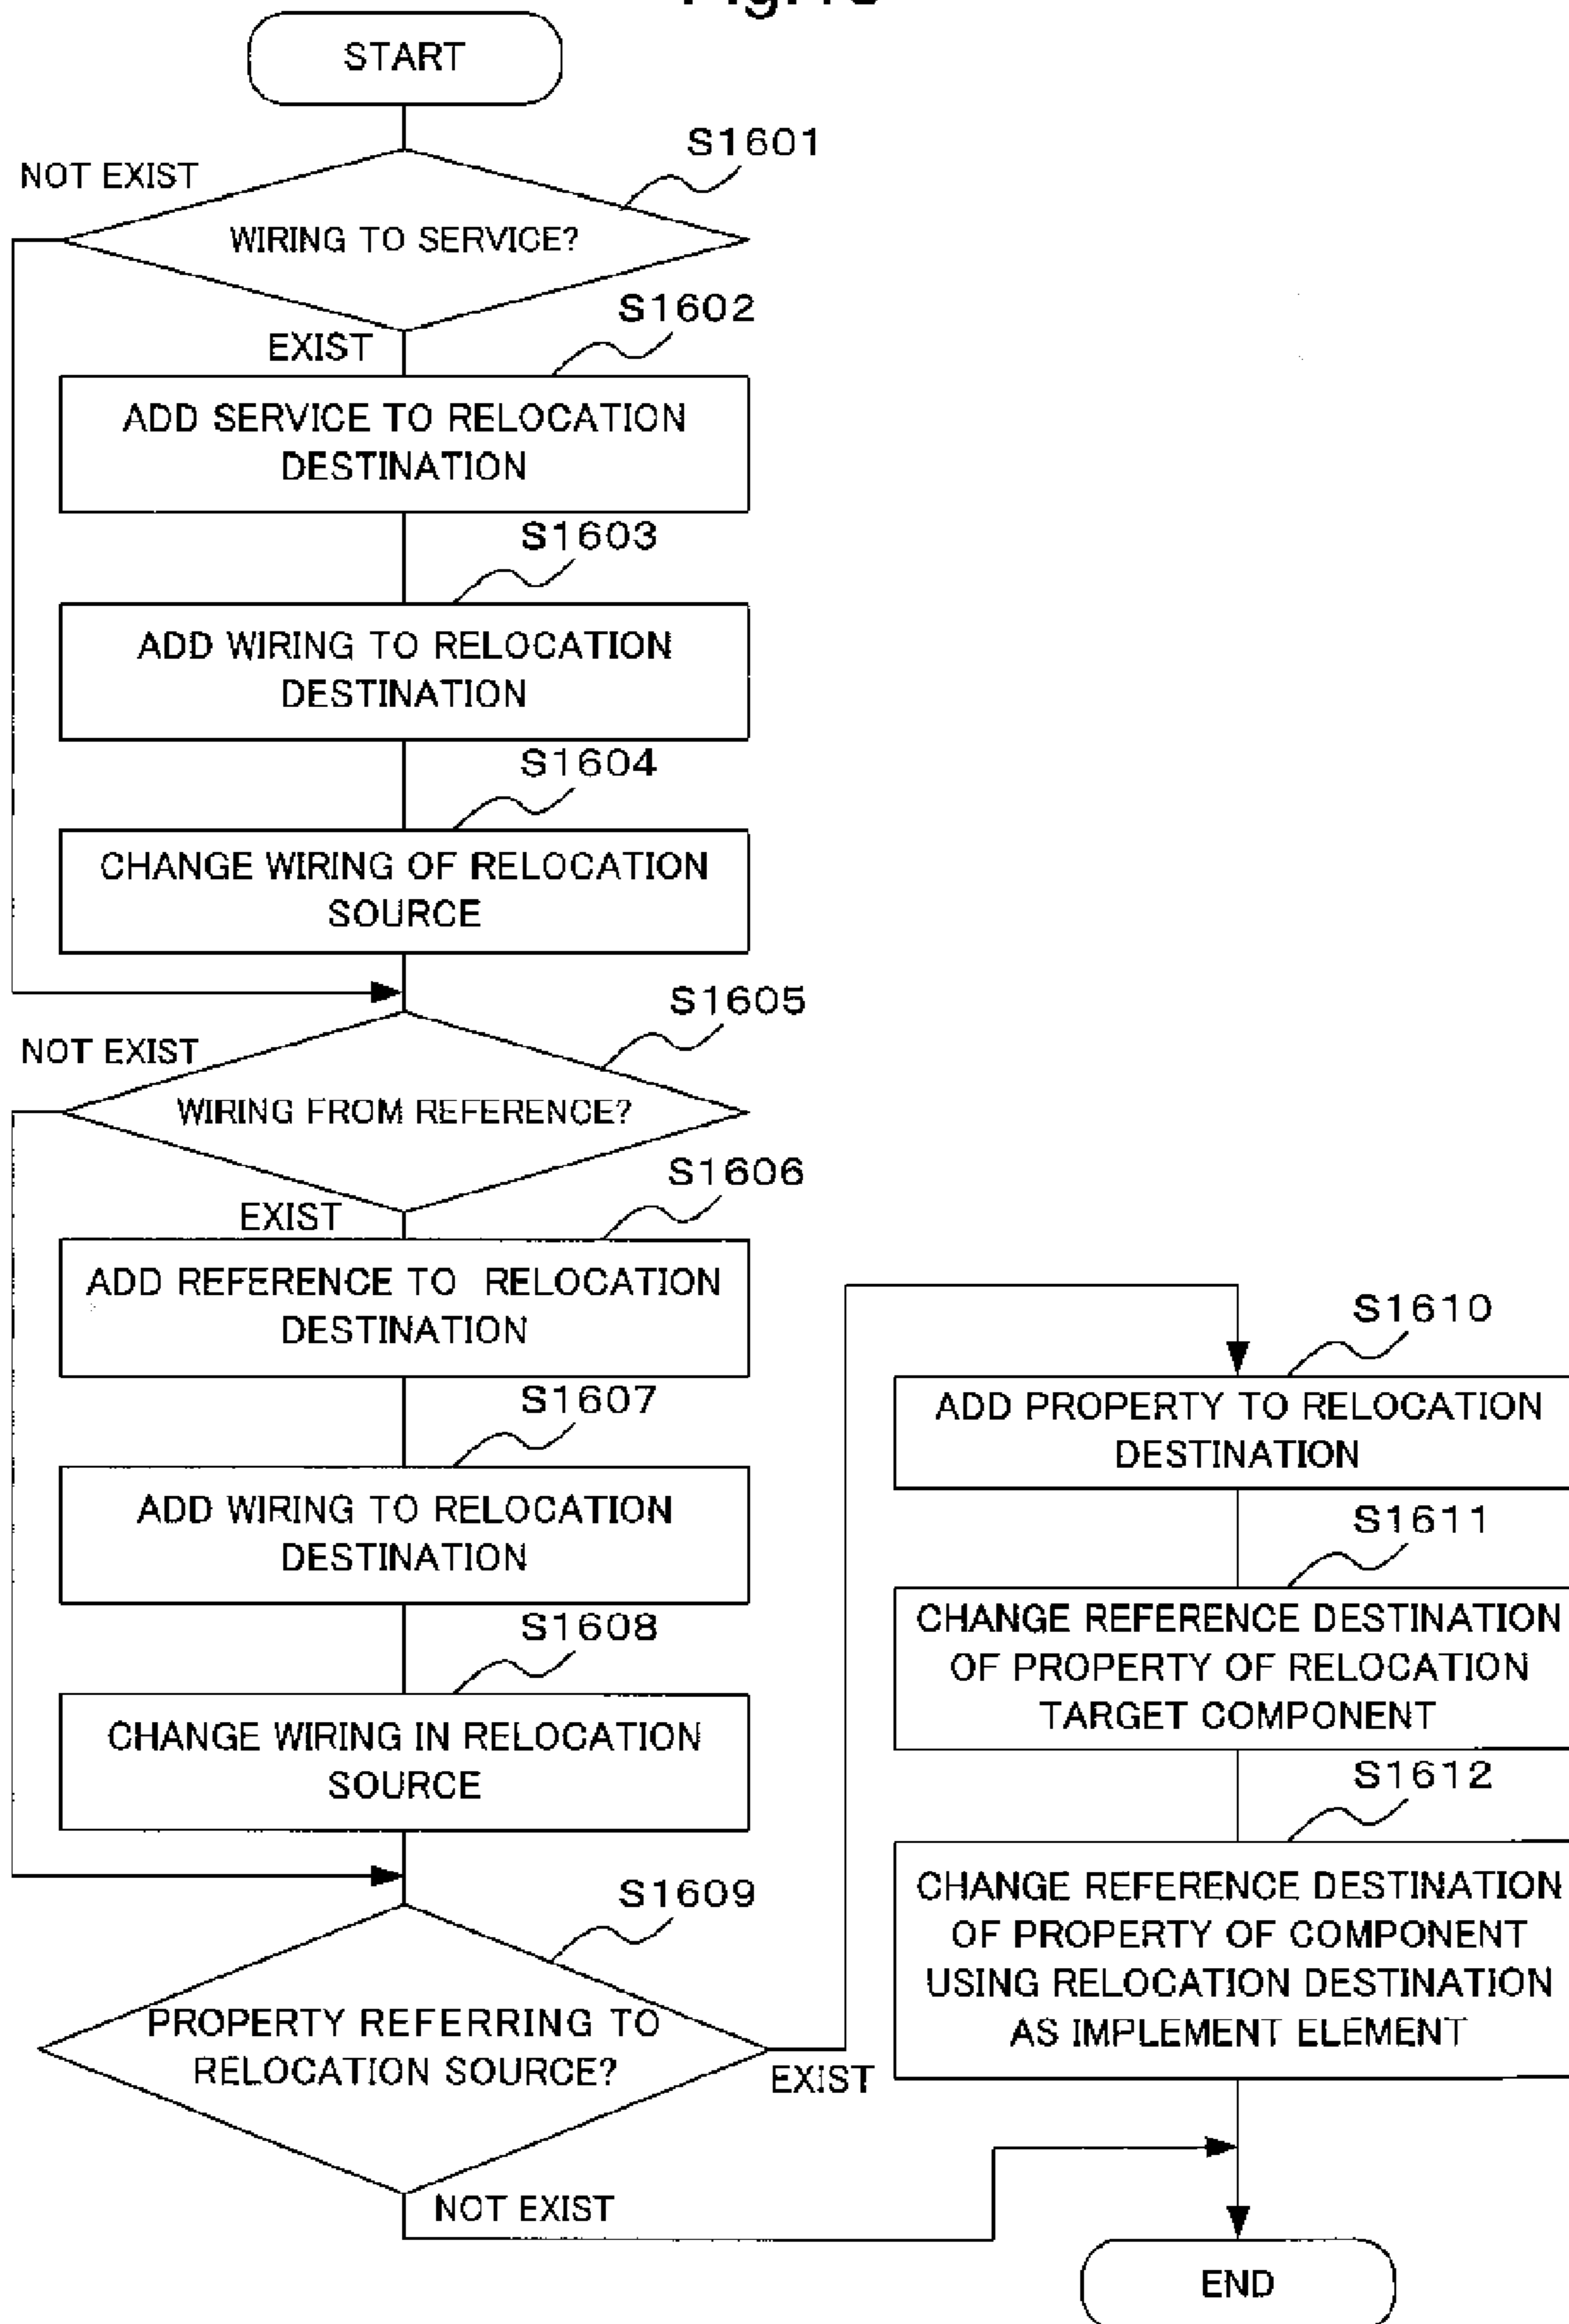 START
S1601
NOT EXIST
WIRING TO SERVICE?
S1602
EXIST
ADD SERVICE TO RELOCATION
DESTINATION
S1603
ADD WIRING TO RELOCATION
DESTINATION
S1604
CHANGE WIRING OF RELOCATION
SOURCE
S1605
NOT EXIST
WIRING FROM REFERENCE?
S1606
EXIST
ADD REFERENCE TO RELOCATION
DESTINATION
S1607
ADD WIRING TO RELOCATION
DESTINATION
S1608
CHANGE WIRING IN RELOCATION
SOURCE
S1609
PROPERTY REFERRING TO
RELOCATION SOURCE?
EXIST
NOT EXIST
S1610
ADD PROPERTY TO RELOCATION
DESTINATION
S1611
CHANGE REFERENCE DESTINATION
OF PROPERTY OF RELOCATION
TARGET COMPONENT
S1612
CHANGE REFERENCE DESTINATION
OF PROPERTY OF COMPONENT
USING RELOCATION DESTINATION
AS IMPLEMENT ELEMENT
END